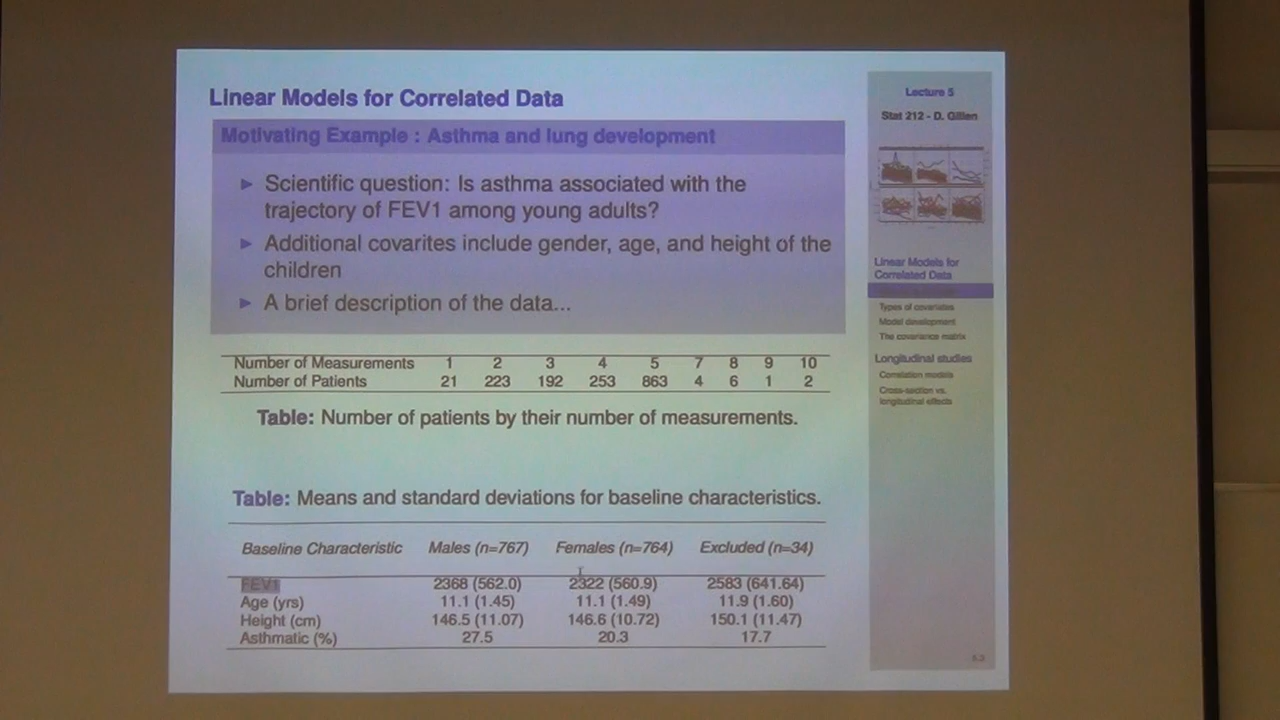 Linear Models for Correlated Data
Motivating Example : Asthma and lung development
► Scientific question: Is asthma associated with the
trajectory of FEV1 among young adults?
► Additional covarites include gender, age, and height of the
children
► A brief description of the data...
Number of Measurements 1 2 3 4 5 7 8 9 10
Number of Patients 21 223 192 253 863 4 6 1 2
Table: Number of patients by their number of measurements.
Table: Means and standard deviations for baseline characteristics.
Baseline Characteristic Males (n=767) Females (n=764) Excluded (n=34)
FEV1 2368 (562.0) 2322 (560.9) 2583 (641.64)
Age (yrs) 11.1 (1.45) 11.1 (1.49) 11.9 (1.60)
Height (cm) 146.5 (11.07) 146.6 (10.72) 150.1 (11.47)
Asthmatic (%) 27.5 20.3 17.7
Lecture 5
Stat 212 - D. Gillen
Linear Models for
Correlated Data
Types of covariates
Model development
The covariance matrix
Longitudinal studies
Correlation models
Cross-section vs.
longitudinal effects